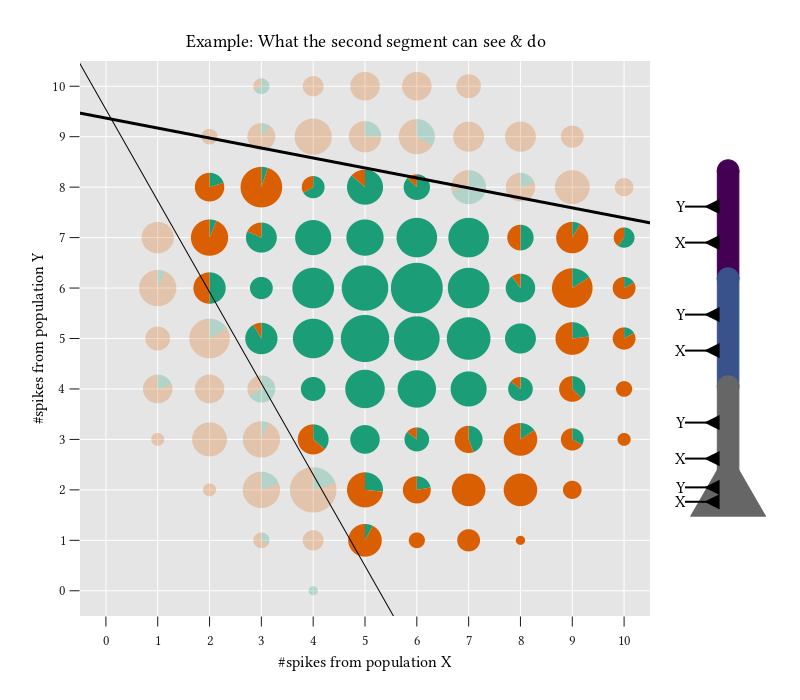 Example: What the second segment can see & do
10
9
8
7
6
5
4
3
2
1
0
#spikes from population Y
0 1 2 3 4 5 6 7 8 9 10
#spikes from population X
Y
X
Y
X
Y
X
Y
X